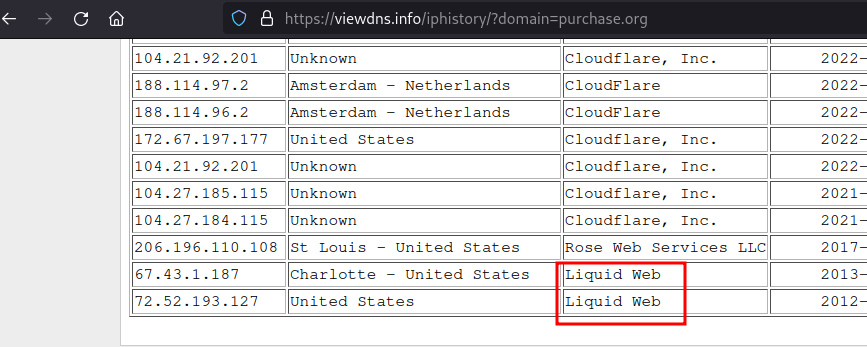 https://viewdns.info/iphistory/?domain=purchase.org
104.21.92.201 Unknown Cloudflare, Inc. 2022-
188.114.97.2 Amsterdam - Netherlands CloudFlare 2022-
188.114.96.2 Amsterdam - Netherlands CloudFlare 2022-
172.67.197.177 United States Cloudflare, Inc. 2022-
104.21.92.201 Unknown Cloudflare, Inc. 2022-
104.27.185.115 Unknown Cloudflare, Inc. 2021-
104.27.184.115 Unknown Cloudflare, Inc. 2021-
206.196.110.108 St Louis - United States Rose Web Services LLC 2017-
67.43.1.187 Charlotte - United States Liquid Web 2013-
72.52.193.127 United States Liquid Web 2012-